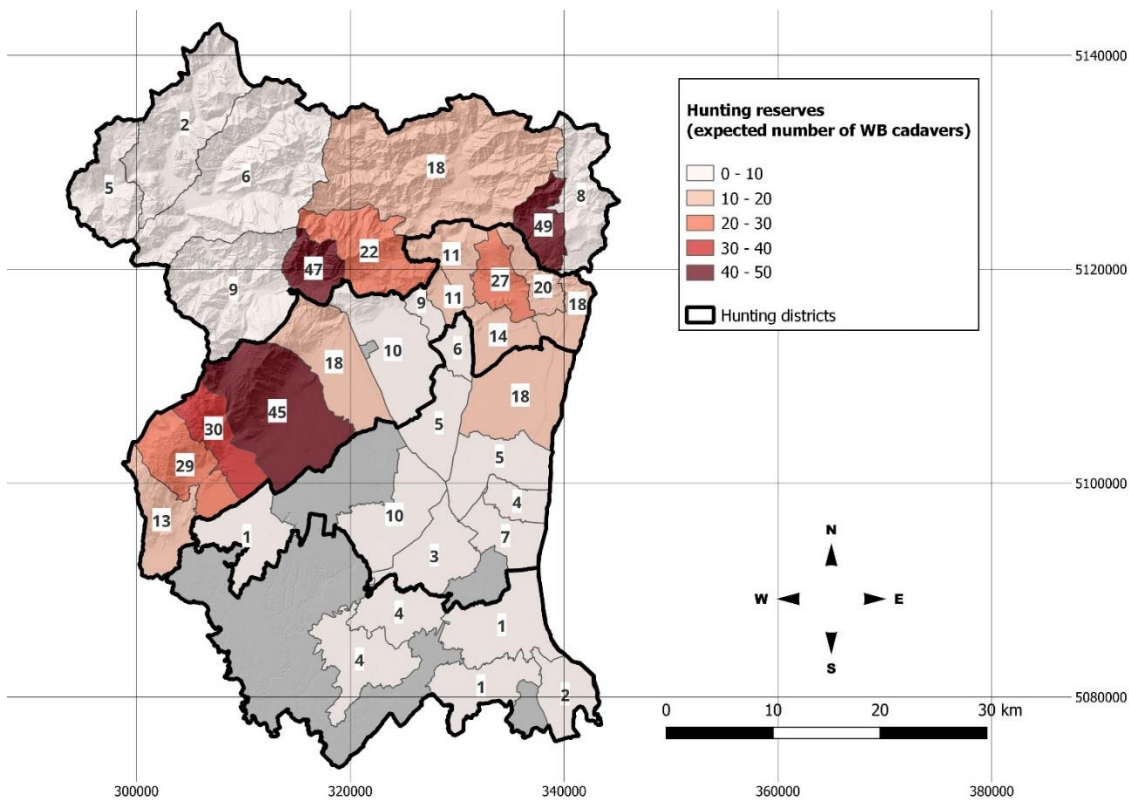 5140000
Hunting reserves
(expected number of WB cadavers)
0 - 10
10 - 20
20 - 30
30 - 40
40 - 50
Hunting districts
2
6
5
18
8
49
22
11
47
27
20
9
9
11
18
5120000
14
10
6
18
18
45
5
30
29
5
5100000
4
13
10
1
7
3
N
W
E
S
4
1
4
1
2
5080000
0 10 20 30 km
300000 320000 340000 360000 380000